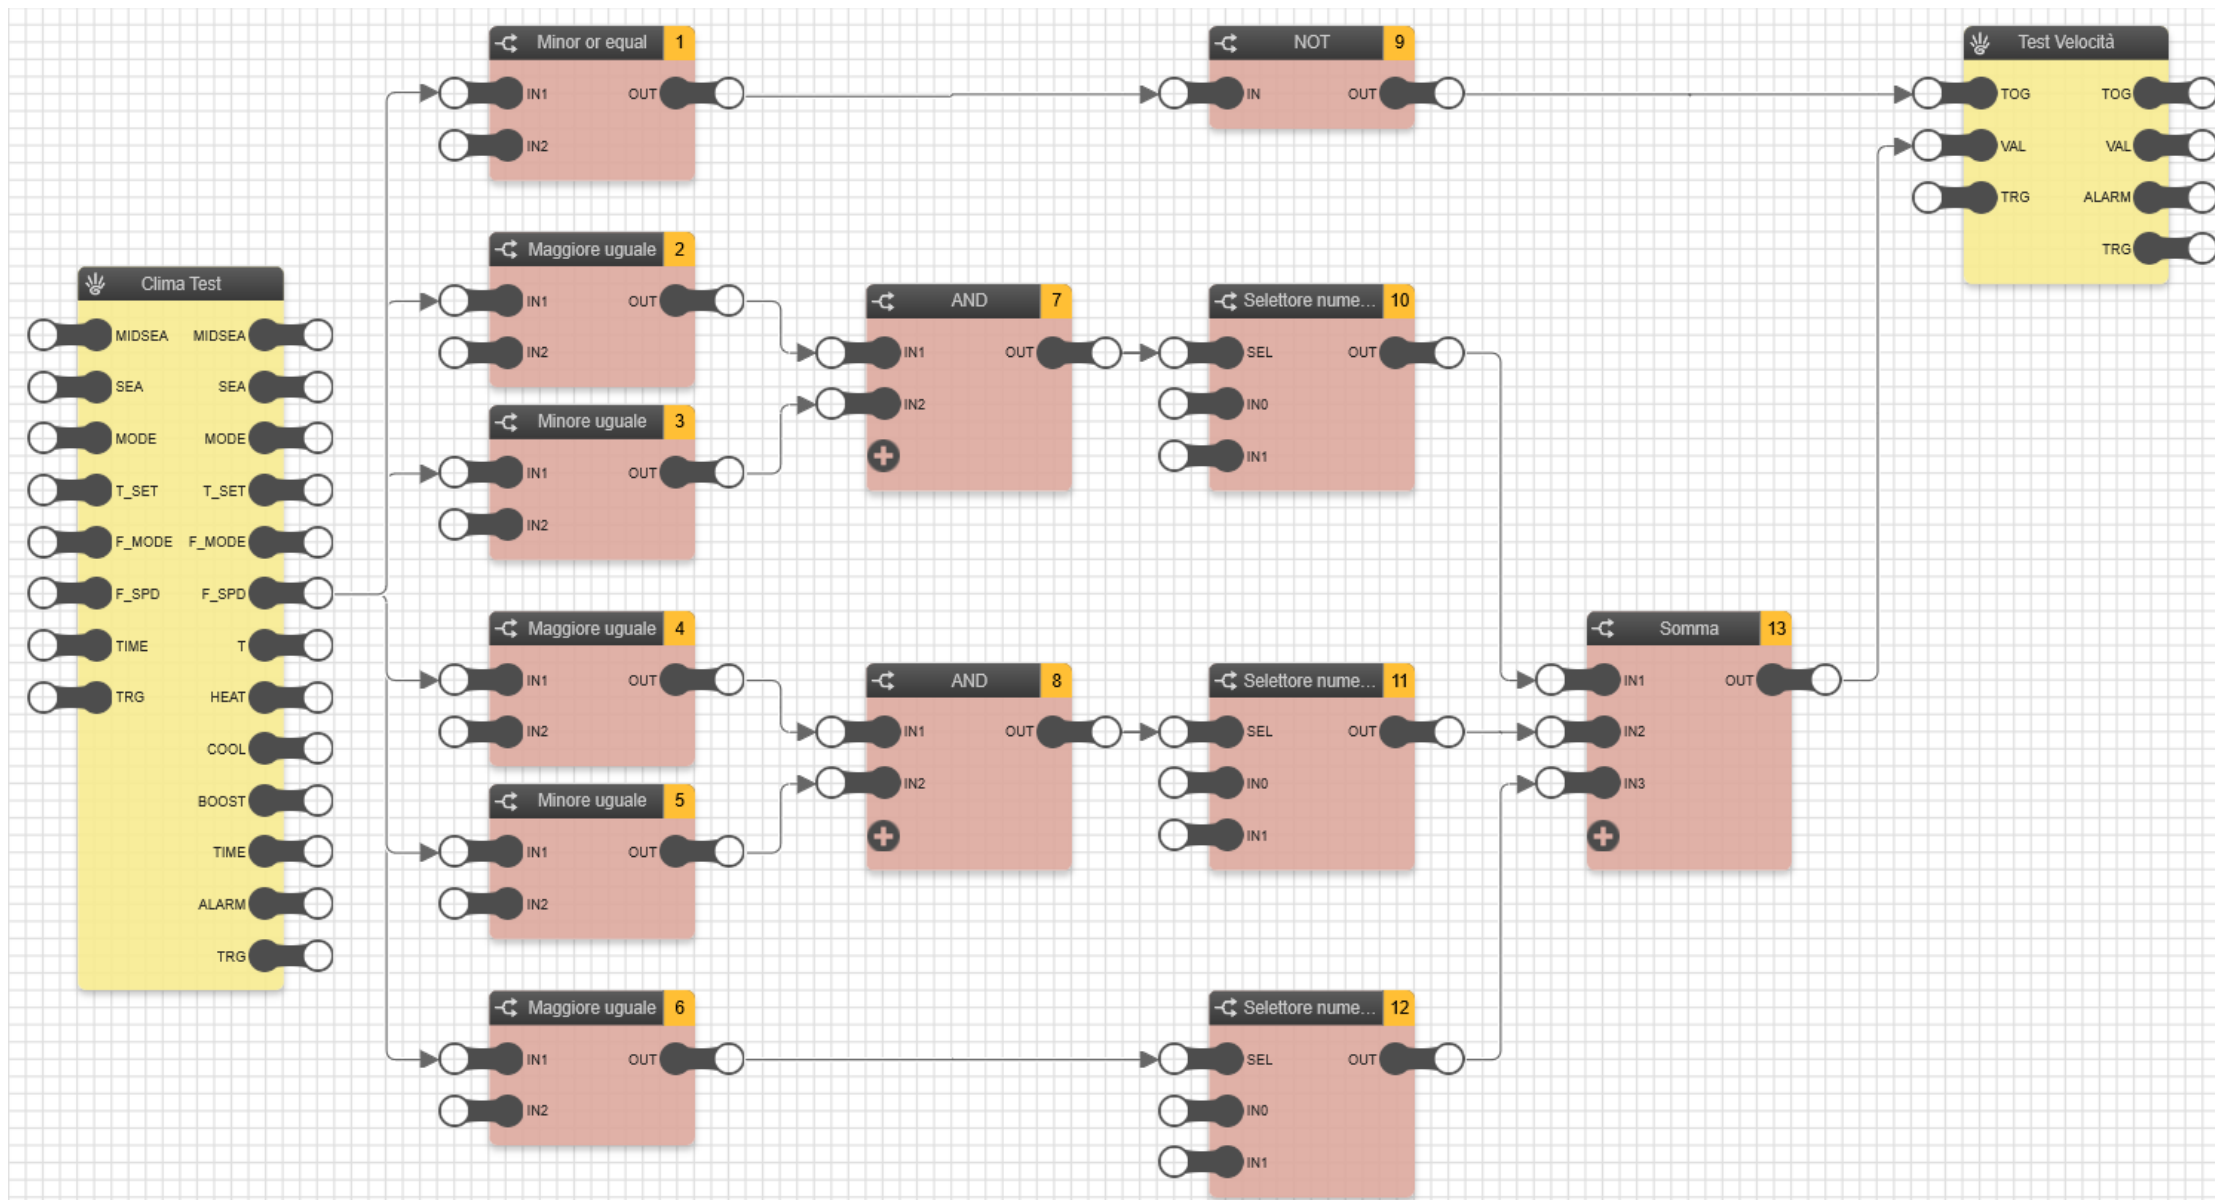 Minor or equal 1
IN1 OUT
IN2
NOT 9
IN OUT
Test Velocità
TOG TOG
VAL VAL
TRG ALARM
TRG
Maggiore uguale 2
IN1 OUT
IN2
Minore uguale 3
IN1 OUT
IN2
AND 7
IN1 OUT
IN2
Selettore nume... 10
SEL OUT
IN0
IN1
Clima Test
MIDSEA MIDSEA
SEA SEA
MODE MODE
T_SET T_SET
F_MODE F_MODE
F_SPD F_SPD
TIME T
TRG HEAT
COOL
BOOST
TIME
ALARM
TRG
Maggiore uguale 4
IN1 OUT
IN2
Minore uguale 5
IN1 OUT
IN2
AND 8
IN1 OUT
IN2
Selettore nume... 11
SEL OUT
IN0
IN1
Somma 13
IN1 OUT
IN2
IN3
Maggiore uguale 6
IN1 OUT
IN2
Selettore nume... 12
SEL OUT
IN0
IN1